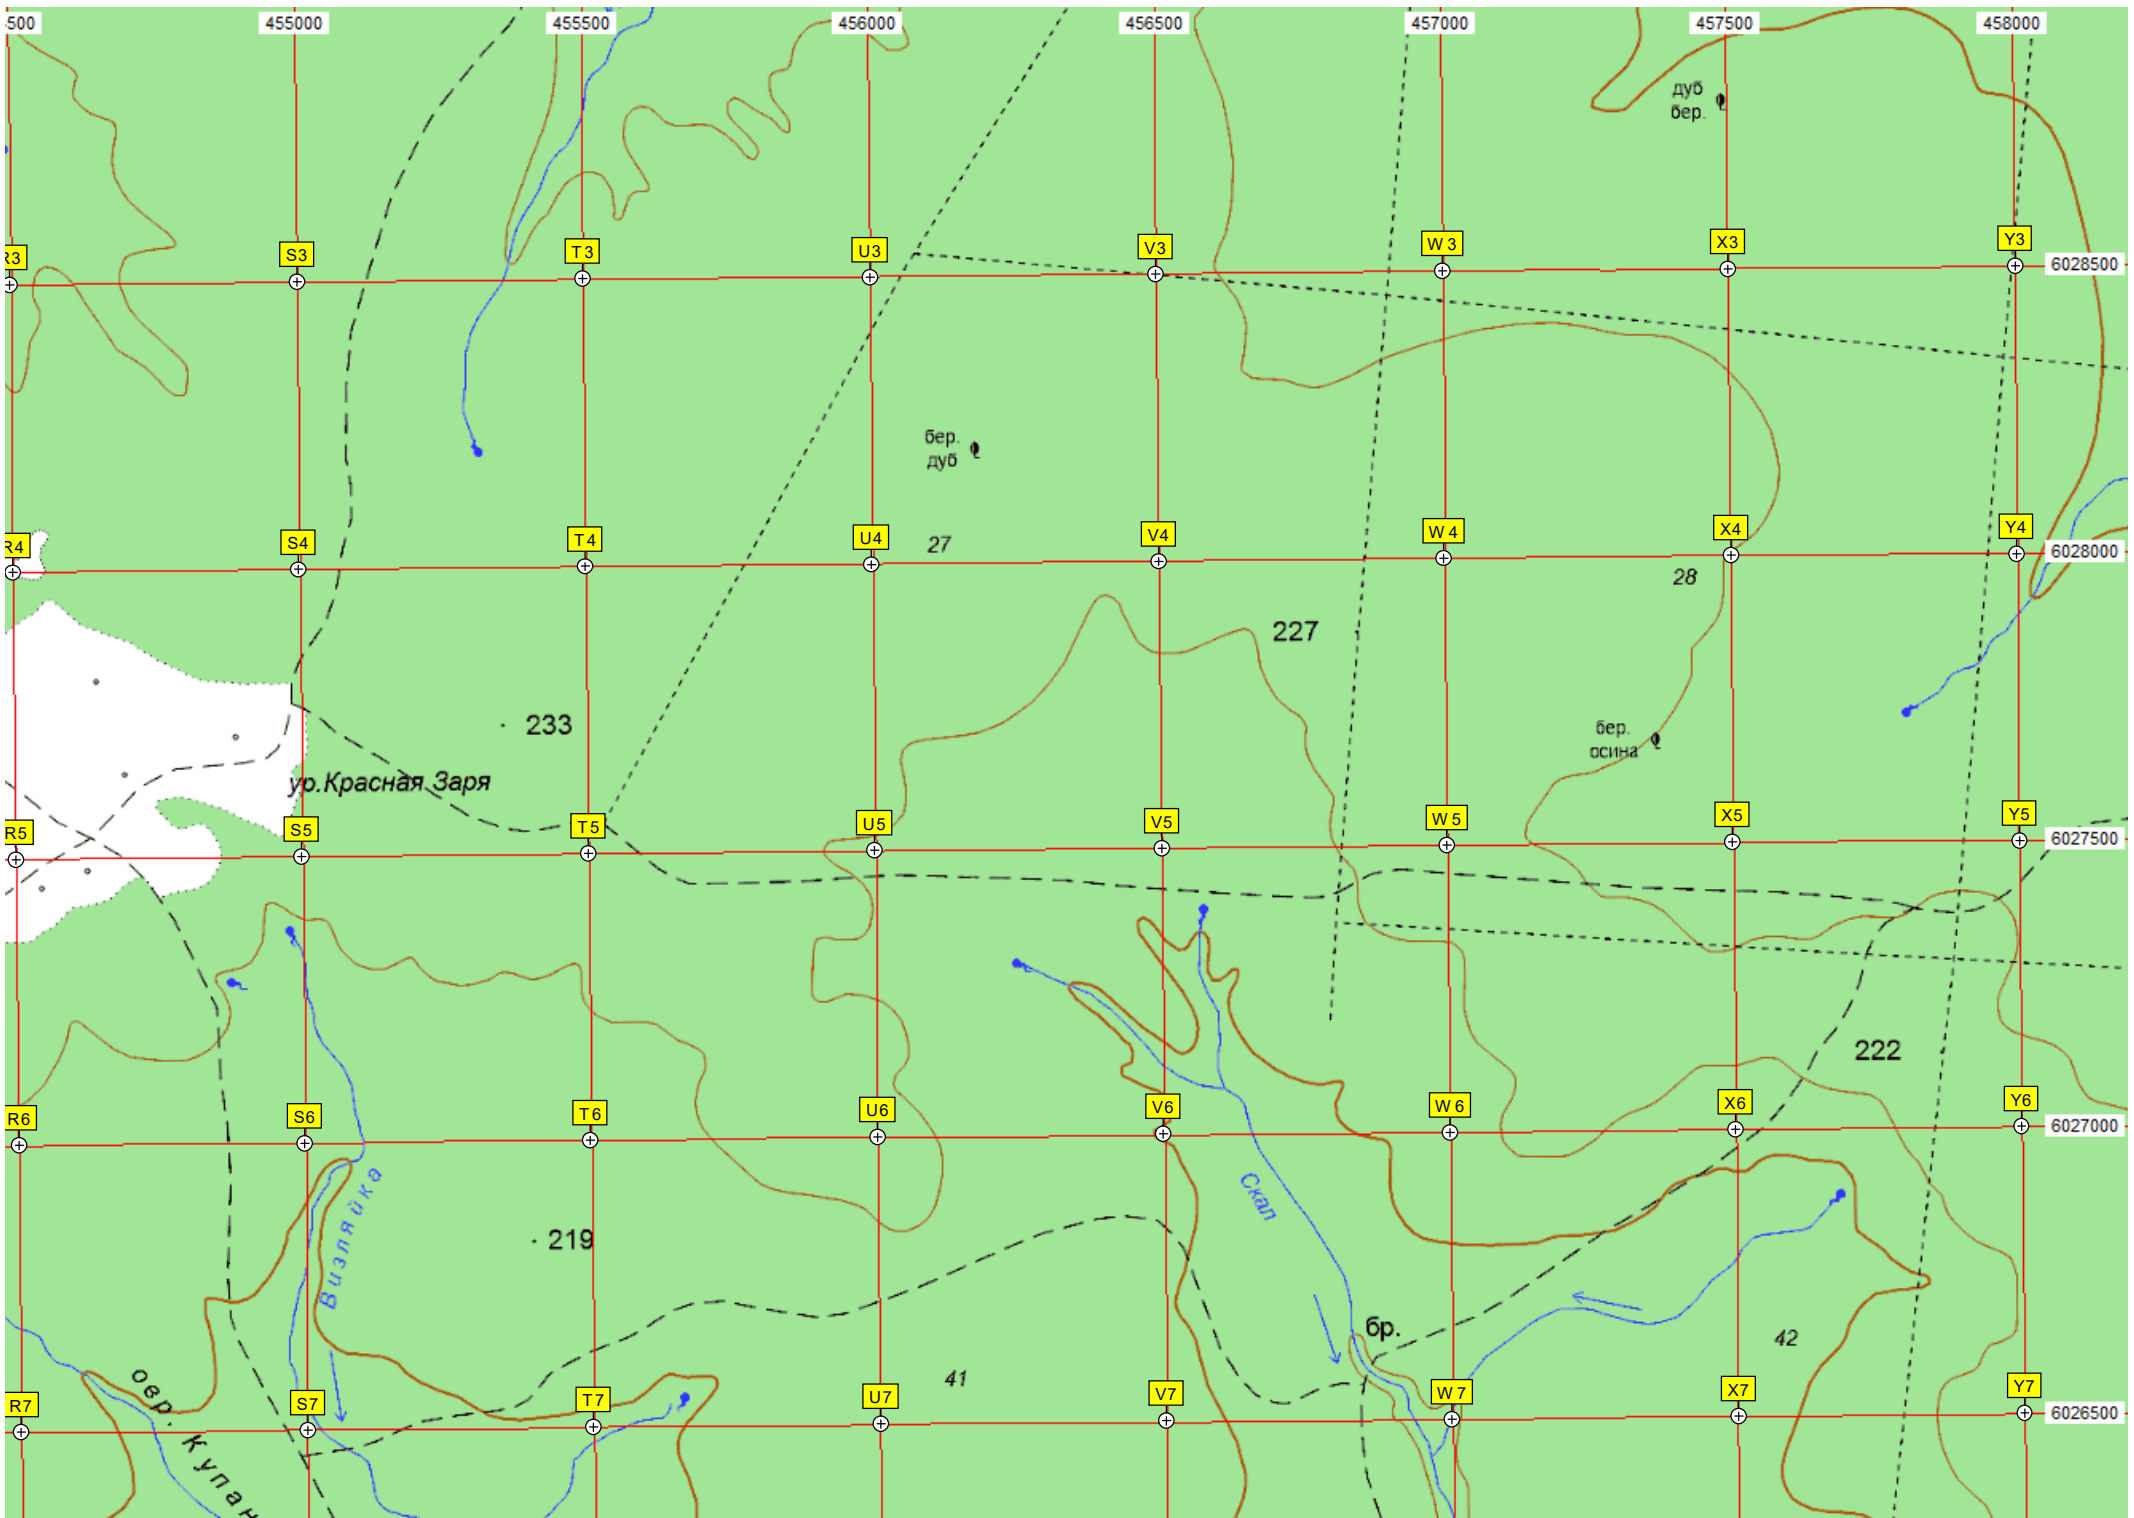 500 455000 455500 456000 456500 457000 457500 458000
дуб
бер.
R3 S3 T3 U3 V3 W3 X3 Y3
6028500
бер.
дуб
R4 S4 T4 U4 V4 W4 X4 Y4
27
6028000
28
227
233
бер.
осина
ур.Красная Заря
R5 S5 T5 U5 V5 W5 X5 Y5
6027500
222
R6 S6 T6 U6 V6 W6 X6 Y6
6027000
Визляйка
Скал
219
бр.
42
41
овр. Купан
R7 S7 T7 U7 V7 W7 X7 Y7
6026500